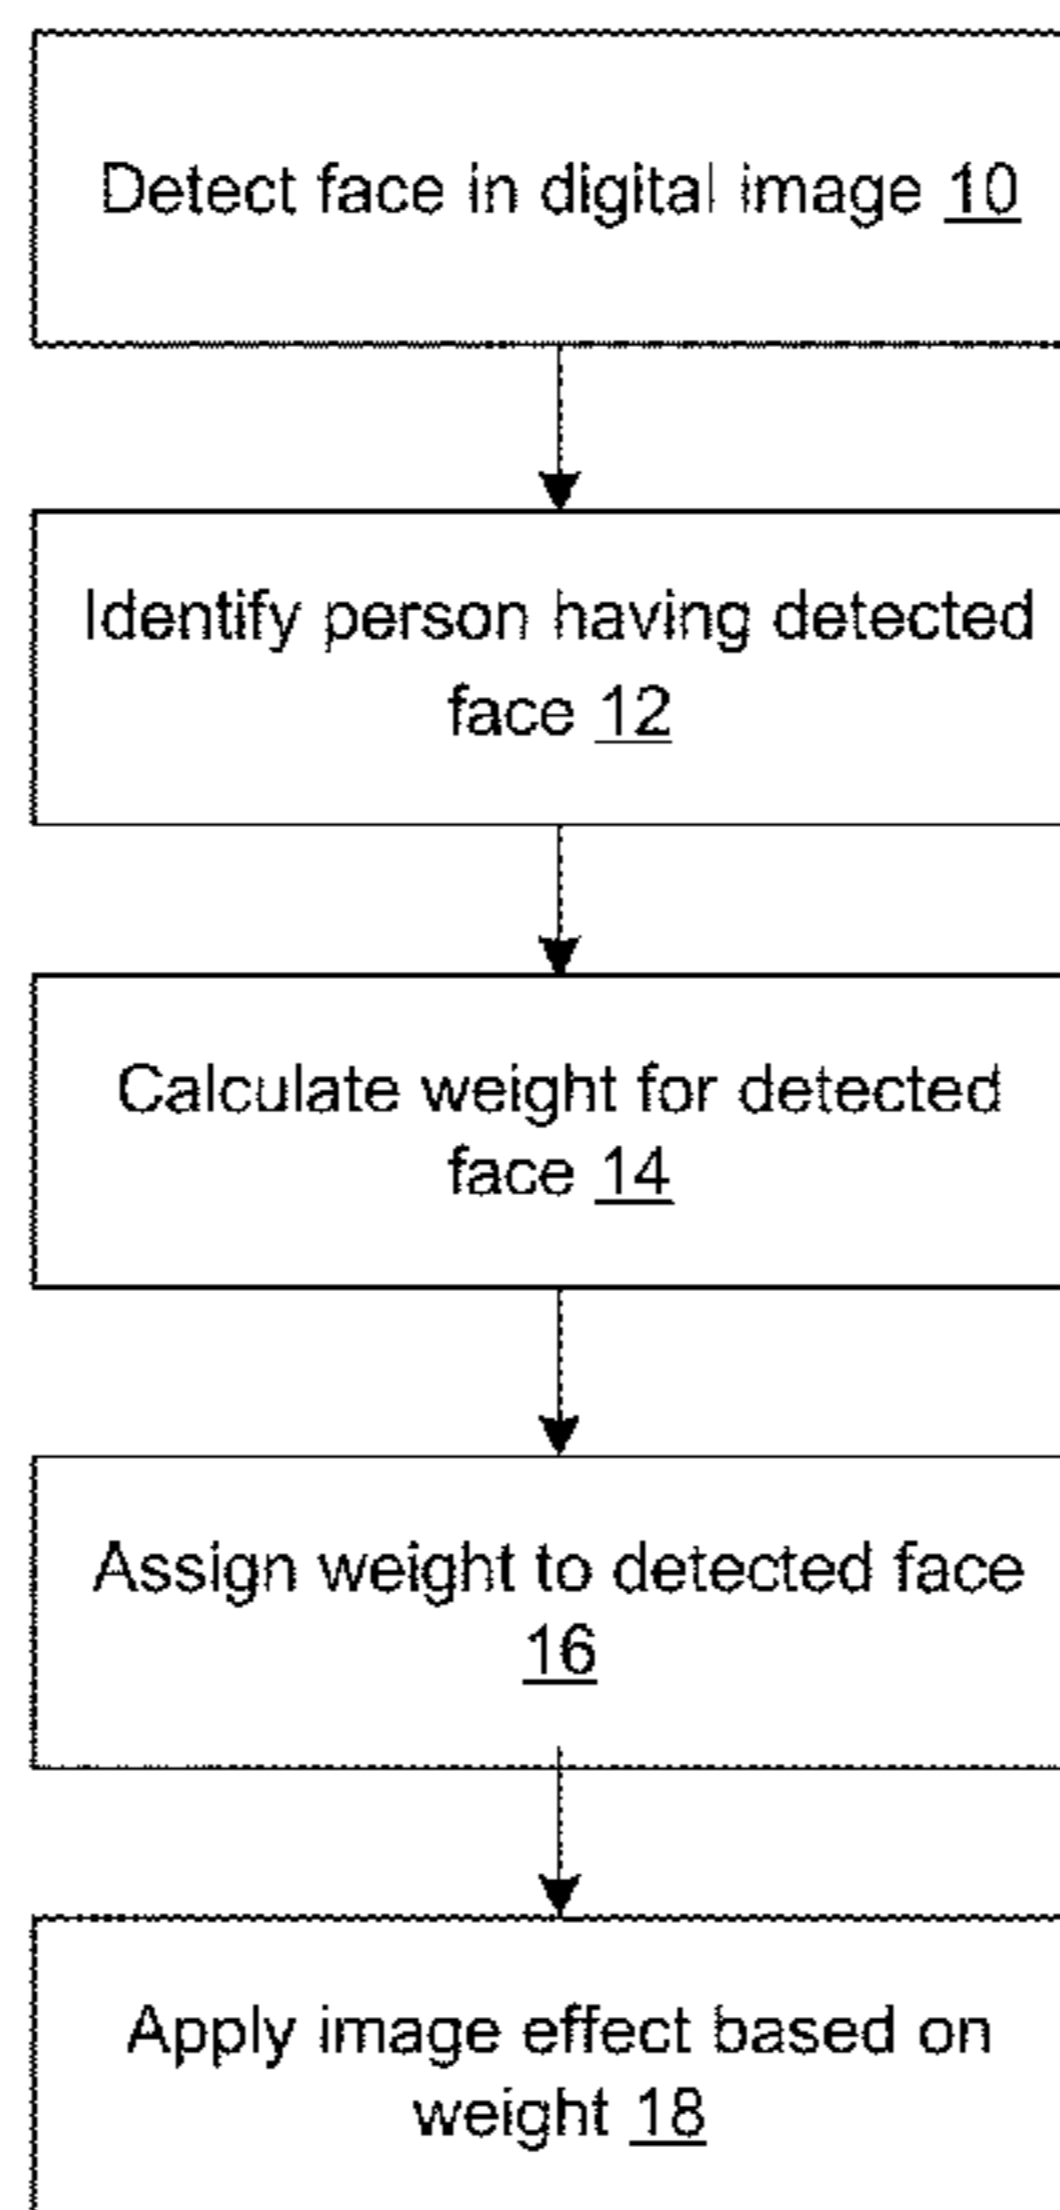 Detect face in digital image 10
Identify person having detected
face 12
Calculate weight for detected
face 14
Assign weight to detected face
16
Apply image effect based on
weight 18